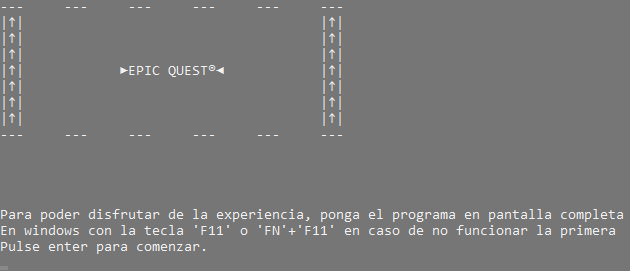 ---     ---     ---     ---     ---     ---
|↑|                                     |↑|
|↑|                                     |↑|
|↑|                                     |↑|
|↑|            ►EPIC QUEST®◄            |↑|
|↑|                                     |↑|
|↑|                                     |↑|
|↑|                                     |↑|
---     ---     ---     ---     ---     ---
Para poder disfrutar de la experiencia, ponga el programa en pantalla completa
En windows con la tecla 'F11' o 'FN'+'F11' en caso de no funcionar la primera
Pulse enter para comenzar.